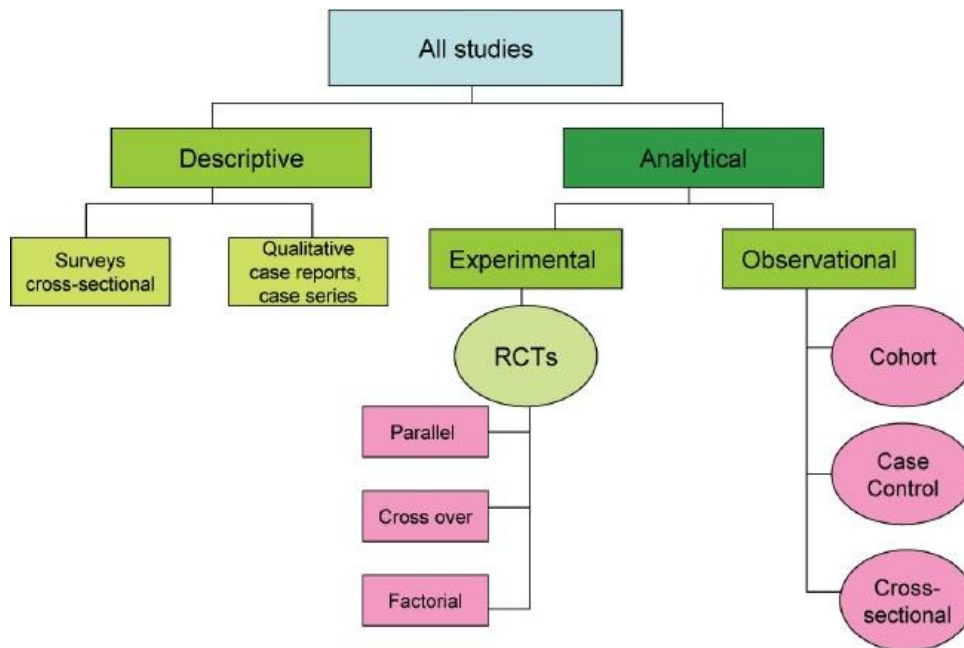 All studies
Descriptive
Analytical
Surveys
cross-sectional
Qualitative
case reports,
case series
Experimental
Observational
RCTs
Parallel
Cross over
Factorial
Cohort
Case
Control
Cross-
sectional